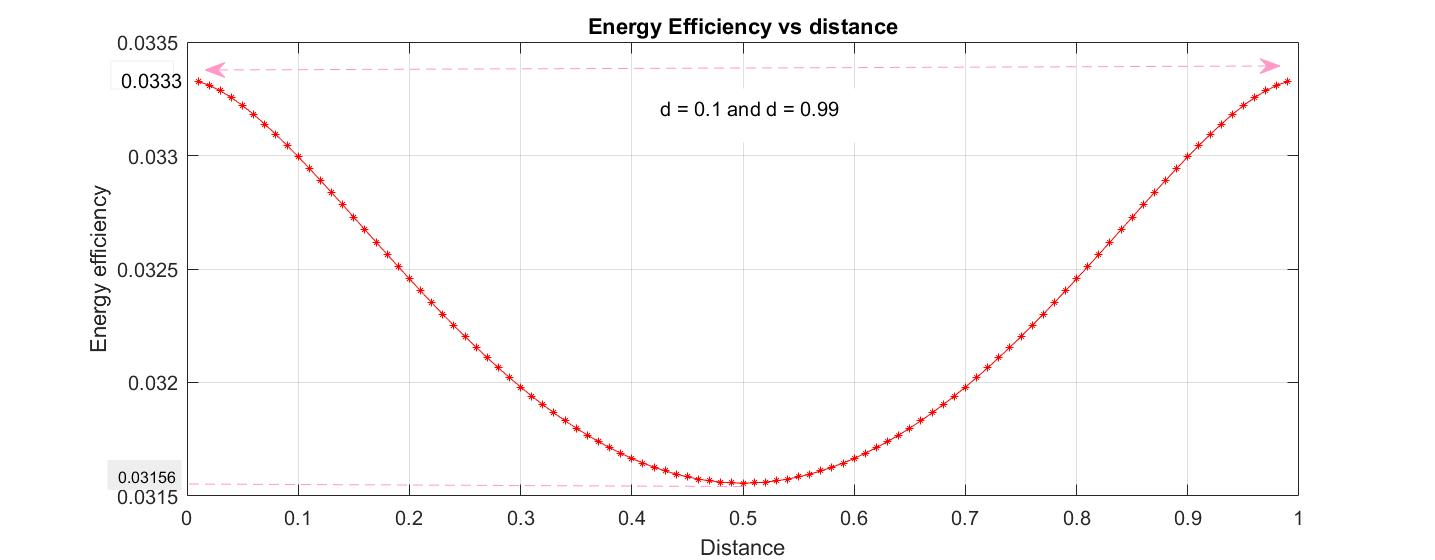 Energy Efficiency vs distance
0.0335
0.0333
d = 0.1 and d = 0.99
0.033
Energy efficiency
0.0325
0.032
0.03156
0.0315
0 0.1 0.2 0.3 0.4 0.5 0.6 0.7 0.8 0.9 1
Distance